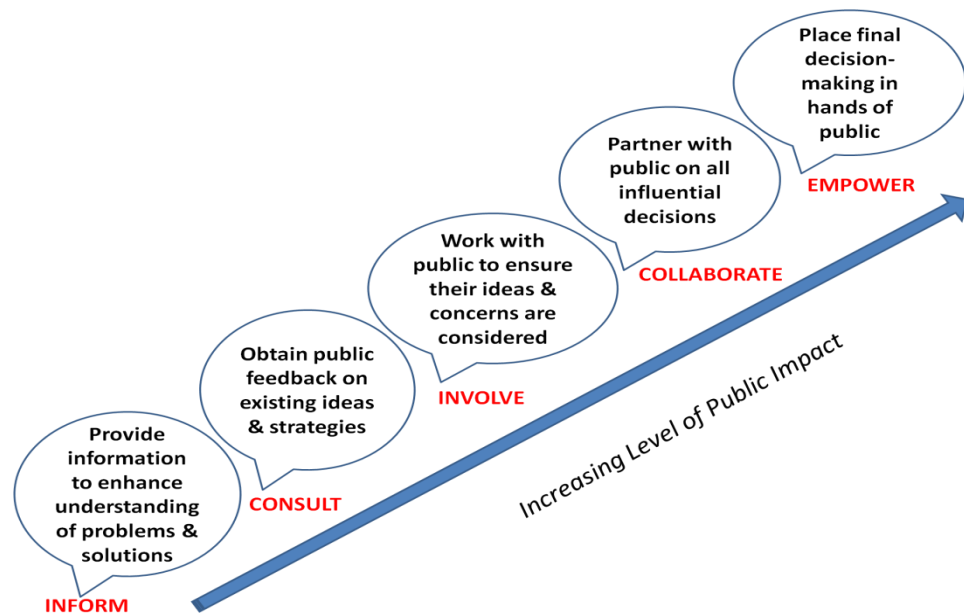 Place final
decision-
making in
hands of
public
EMPOWER
Partner with
public on all
influential
decisions
COLLABORATE
Work with
public to ensure
their ideas &
concerns are
considered
INVOLVE
Obtain public
feedback on
existing ideas
& strategies
CONSULT
Provide
information
to enhance
understanding
of problems &
solutions
INFORM
Increasing Level of Public Impact